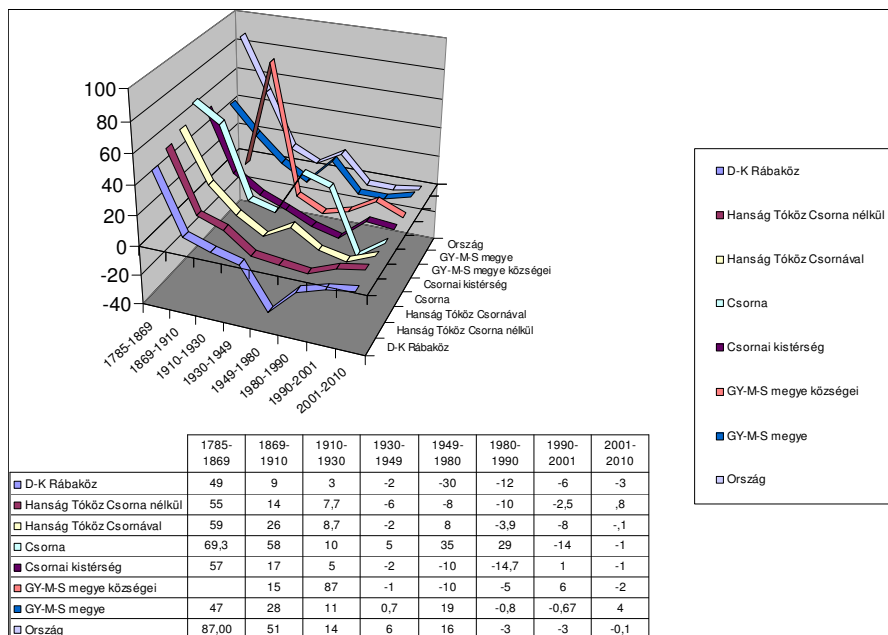 100
80
60
40
20
0
-20
-40
1785-1869
1869-1910
1910-1930
1930-1949
1949-1980
1980-1990
1990-2001
2001-2010
Ország
GY-M-S megye
GY-M-S megye községei
Csornai kistérség
Csorna
Hanság Tóköz Csornával
Hanság Tóköz Csorna nélkül
D-K Rábaköz
D-K Rábaköz
Hanság Tóköz Csorna nélkül
Hanság Tóköz Csornával
Csorna
Csornai kistérség
GY-M-S megye községei
GY-M-S megye
Ország
1785- 1869- 1910- 1930- 1949- 1980- 1990- 2001-
1869 1910 1930 1949 1980 1990 2001 2010
D-K Rábaköz 49 9 3 -2 -30 -12 -6 -3
Hanság Tóköz Csorna nélkül 55 14 7,7 -6 -8 -10 -2,5 ,8
Hanság Tóköz Csornával 59 26 8,7 -2 8 -3,9 -8 -,1
Csorna 69,3 58 10 5 35 29 -14 -1
Csornai kistérség 57 17 5 -2 -10 -14,7 1 -1
GY-M-S megye községei 15 87 -1 -10 -5 6 -2
GY-M-S megye 47 28 11 0,7 19 -0,8 -0,67 4
Ország 87,00 51 14 6 16 -3 -3 -0,1